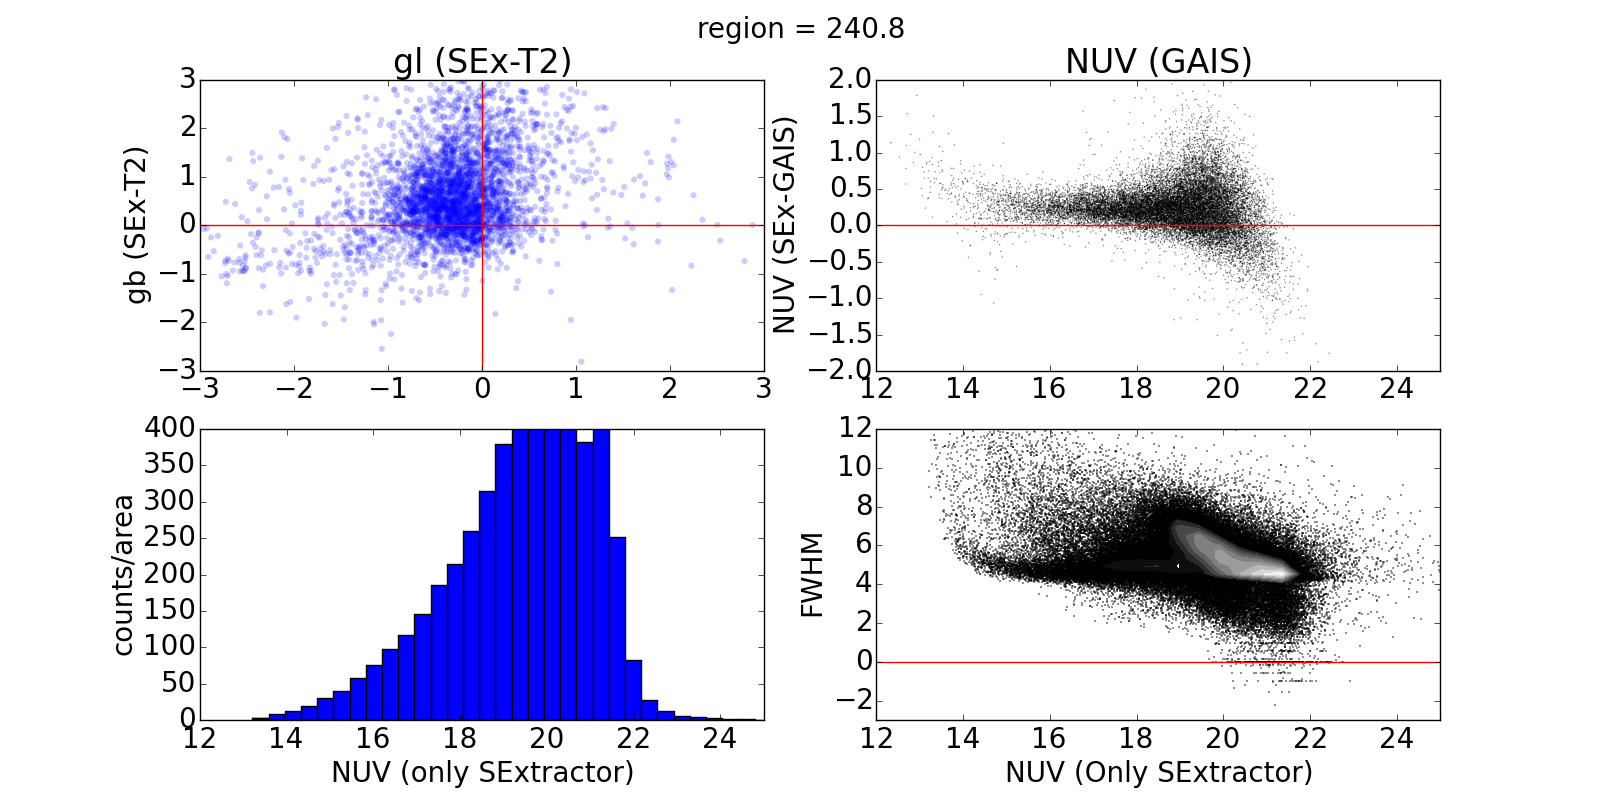 region = 240.8
gl (SEx-T2)
NUV (GAIS)
3
2
1
0
−1
−2
−3
gb (SEx-T2)
−3 −2 −1 0 1 2 3
2.0
1.5
1.0
0.5
0.0
−0.5
−1.0
−1.5
−2.0
NUV (SEx-GAIS)
12 14 16 18 20 22 24
400
350
300
250
200
150
100
50
0
counts/area
12 14 16 18 20 22 24
NUV (only SExtractor)
12
10
8
6
4
2
0
−2
FWHM
12 14 16 18 20 22 24
NUV (Only SExtractor)